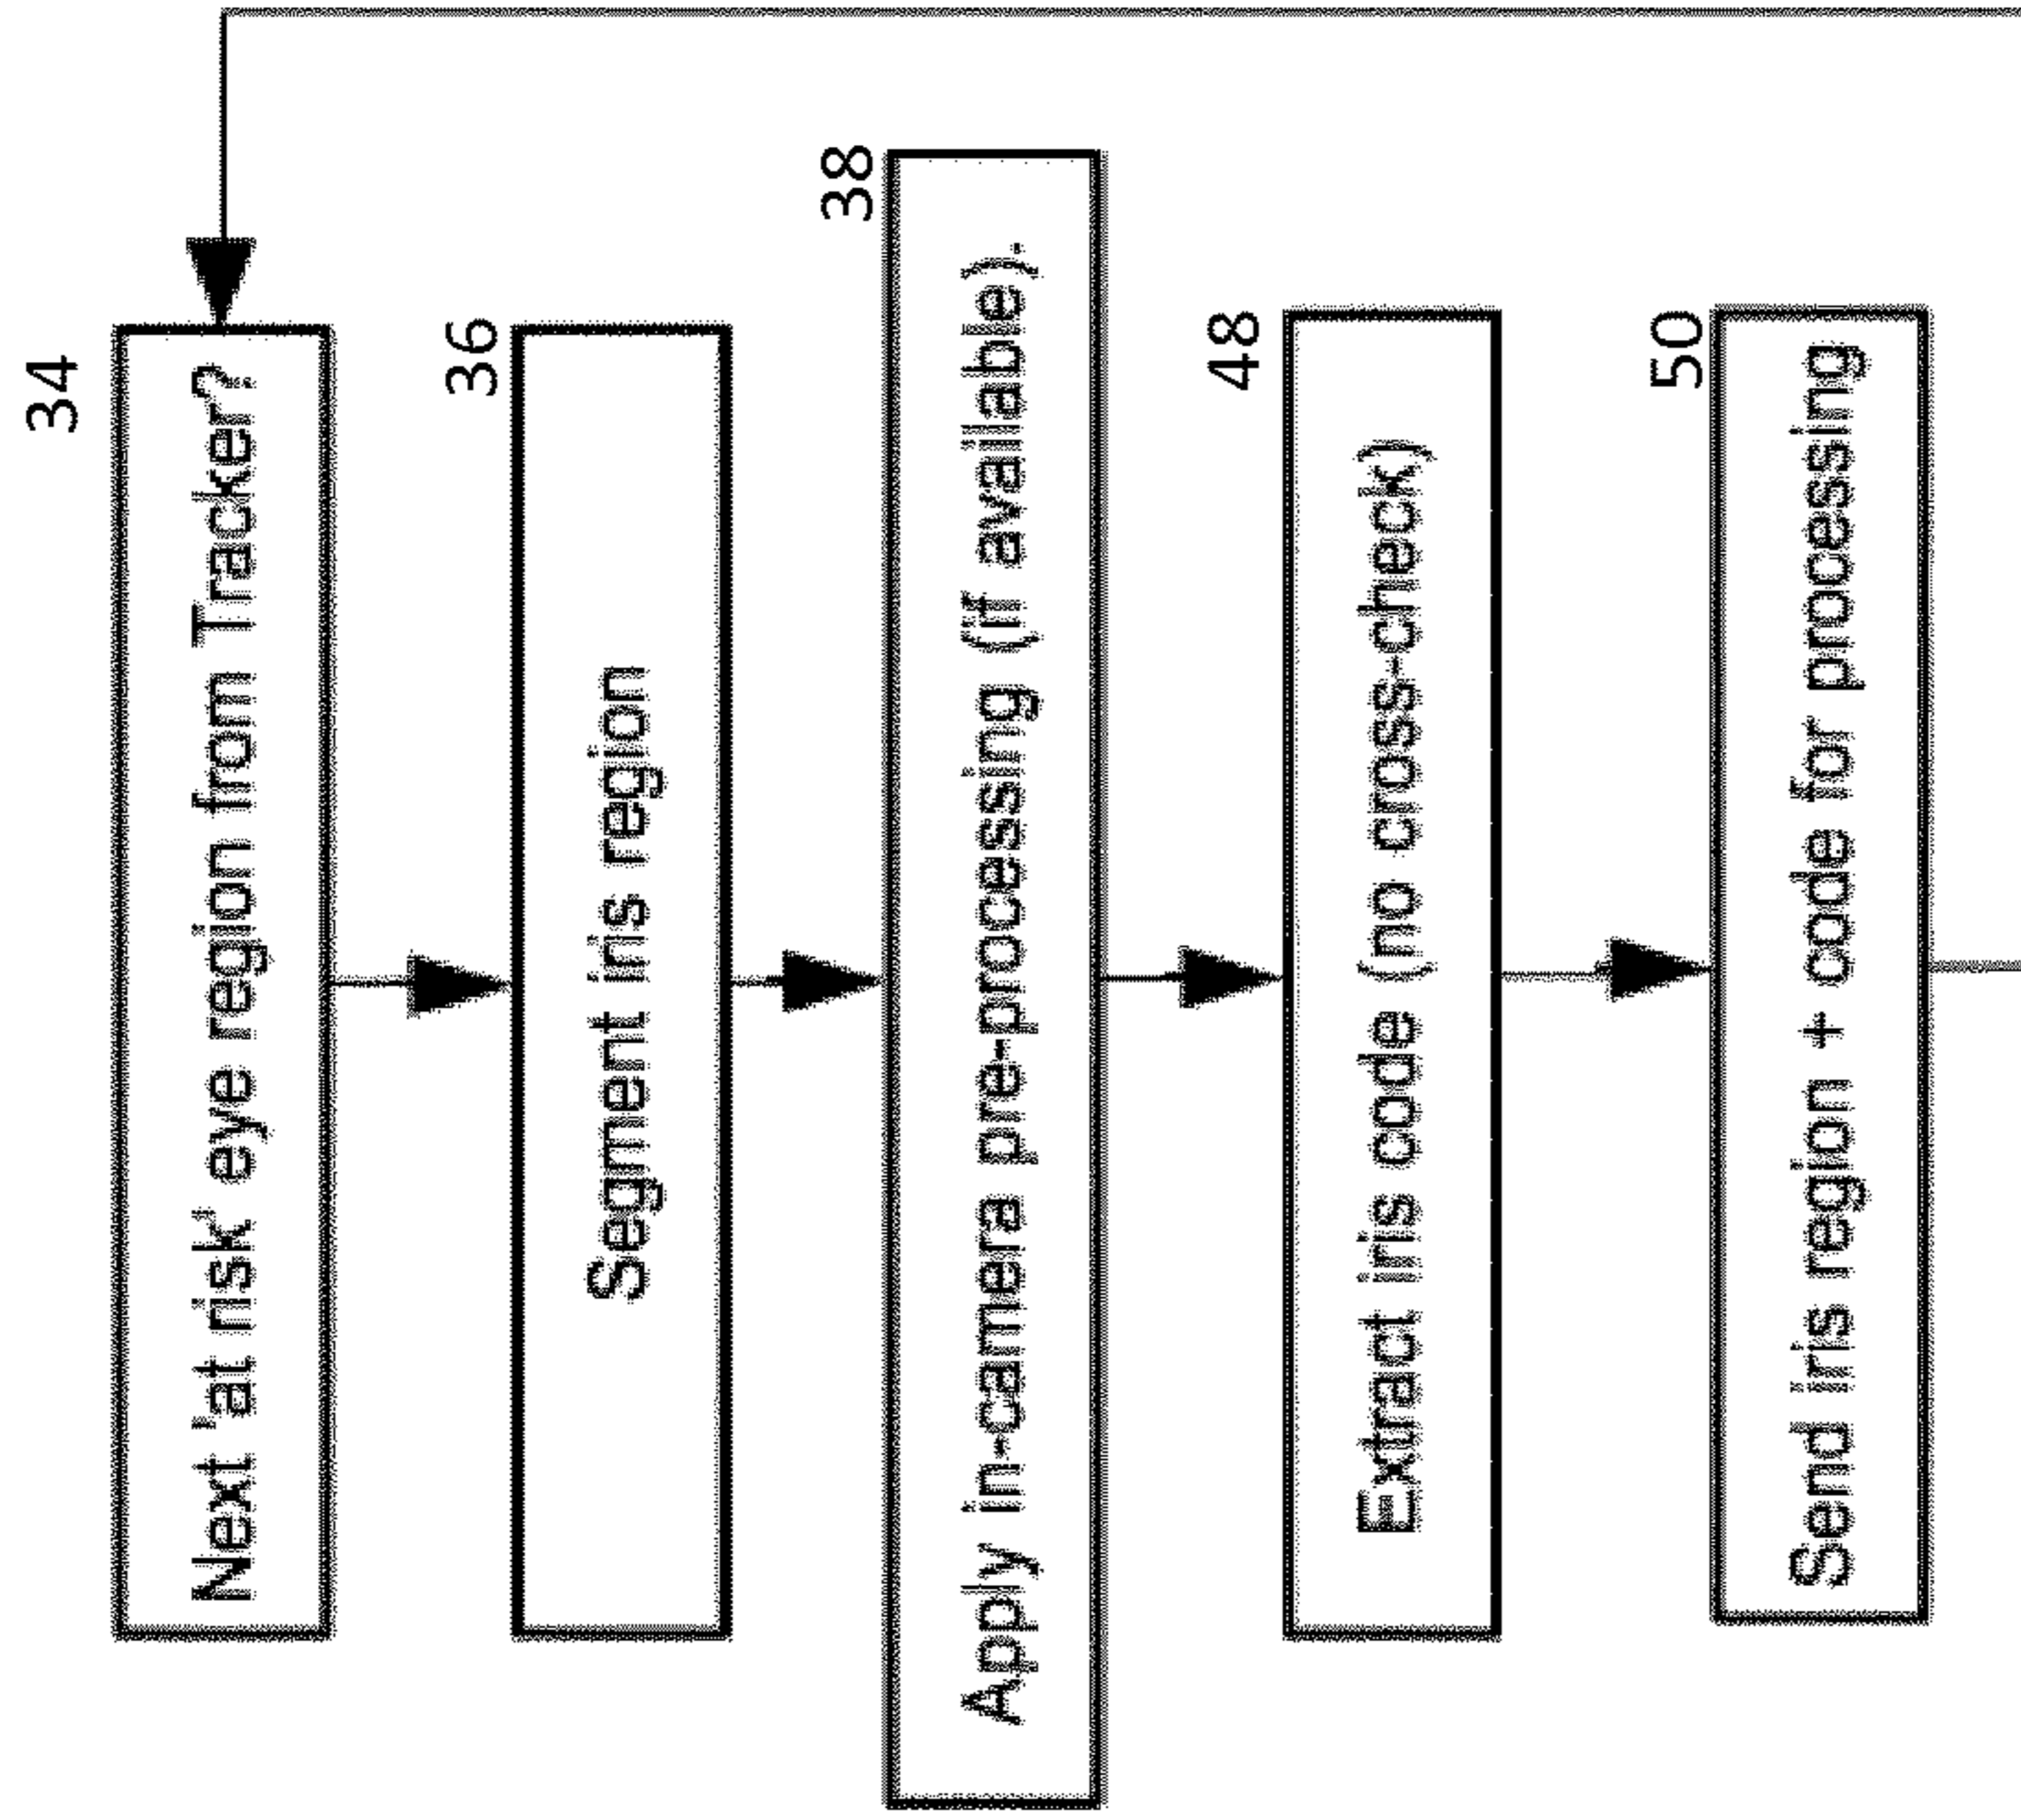 34
Next 'at risk' eye region from Tracker?
36
Segment iris region
38
Apply in-camera pre-processing (if available).
48
Extract iris code (no cross-check)
50
Send iris region + code for processing